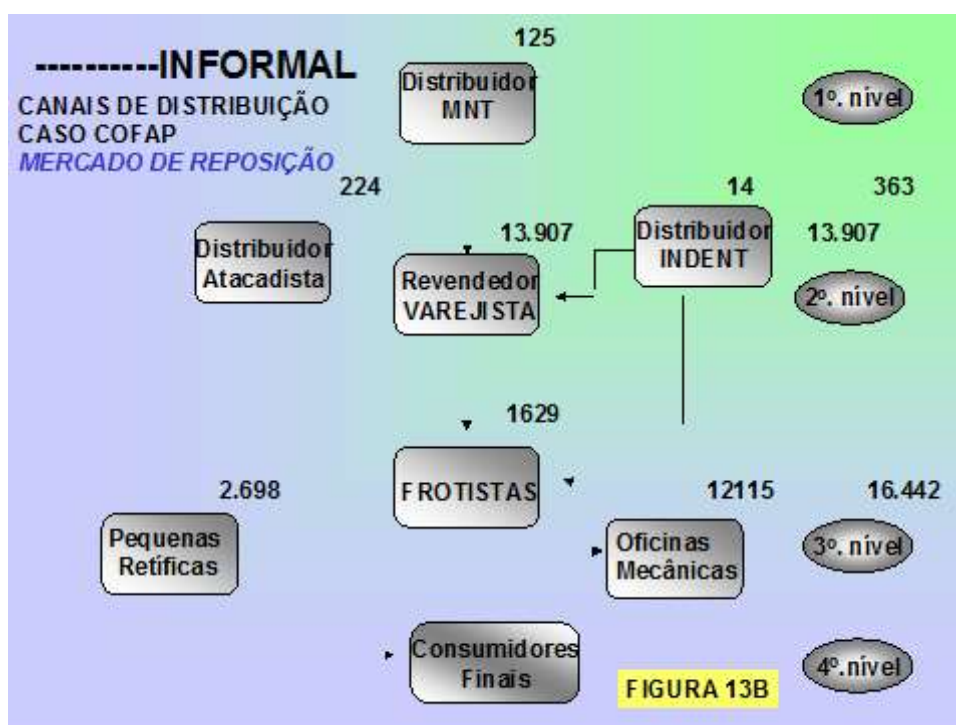 125
----------INFORMAL
CANAIS DE DISTRIBUIÇÃO
CASO COFAP
MERCADO DE REPOSIÇÃO
Distribuidor
MNT
1º. nível
224
14
363
Distribuidor
Atacadista
13.907
Revendedor
VAREJISTA
Distribuidor
INDENT
13.907
2º. nível
1629
FROTISTAS
2.698
12115
16.442
Pequenas
Retíficas
Oficinas
Mecânicas
3º. nível
Consumidores
Finais
FIGURA 13B
4º.nível